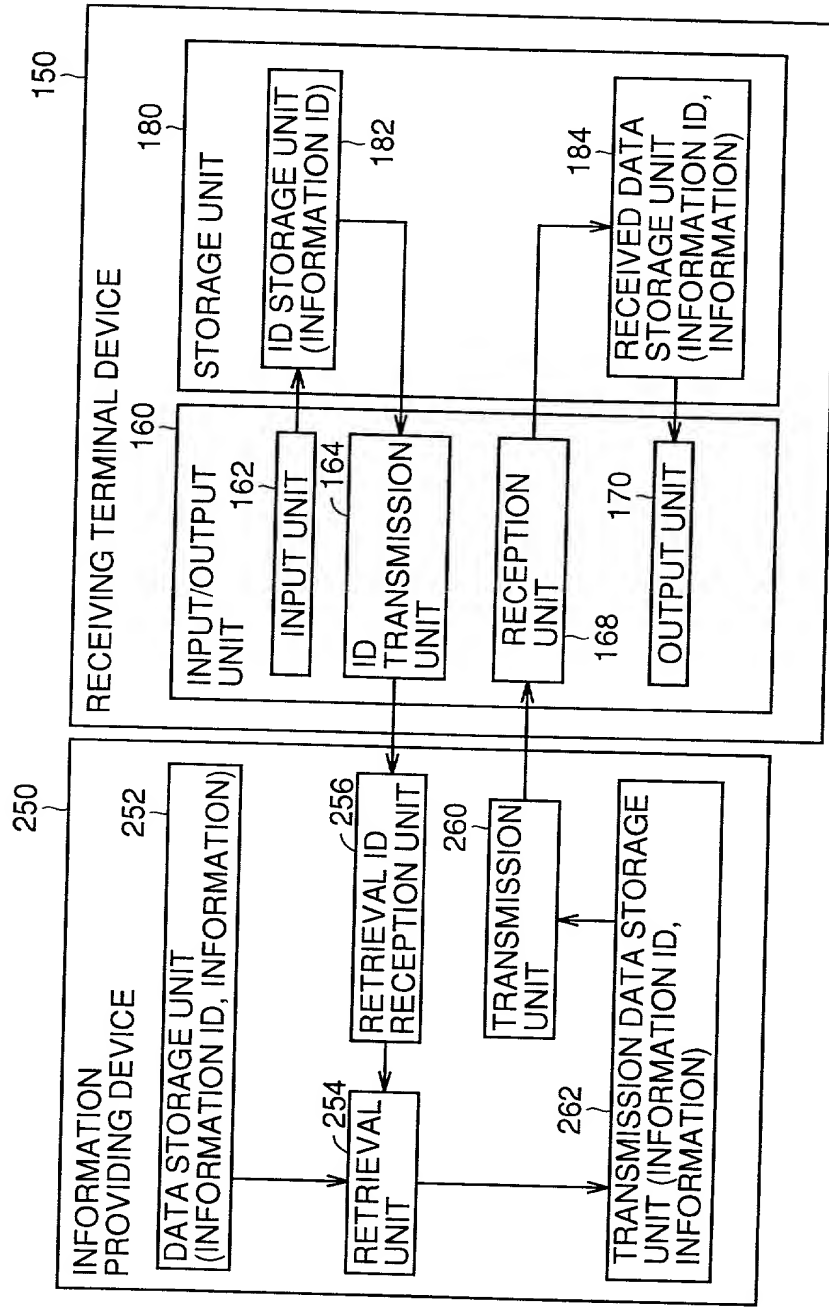 250
INFORMATION
PROVIDING DEVICE
252
DATA STORAGE UNIT
(INFORMATION ID, INFORMATION)
254
RETRIEVAL
UNIT
256
RETRIEVAL ID
RECEPTION UNIT
260
TRANSMISSION
UNIT
262
TRANSMISSION DATA STORAGE
UNIT (INFORMATION ID,
INFORMATION)
150
RECEIVING TERMINAL DEVICE
160
INPUT/OUTPUT
UNIT
162
INPUT UNIT
164
ID
TRANSMISSION
UNIT
RECEPTION
UNIT
168
170
OUTPUT UNIT
180
STORAGE UNIT
ID STORAGE UNIT
(INFORMATION ID)
182
184
RECEIVED DATA
STORAGE UNIT
(INFORMATION ID,
INFORMATION)